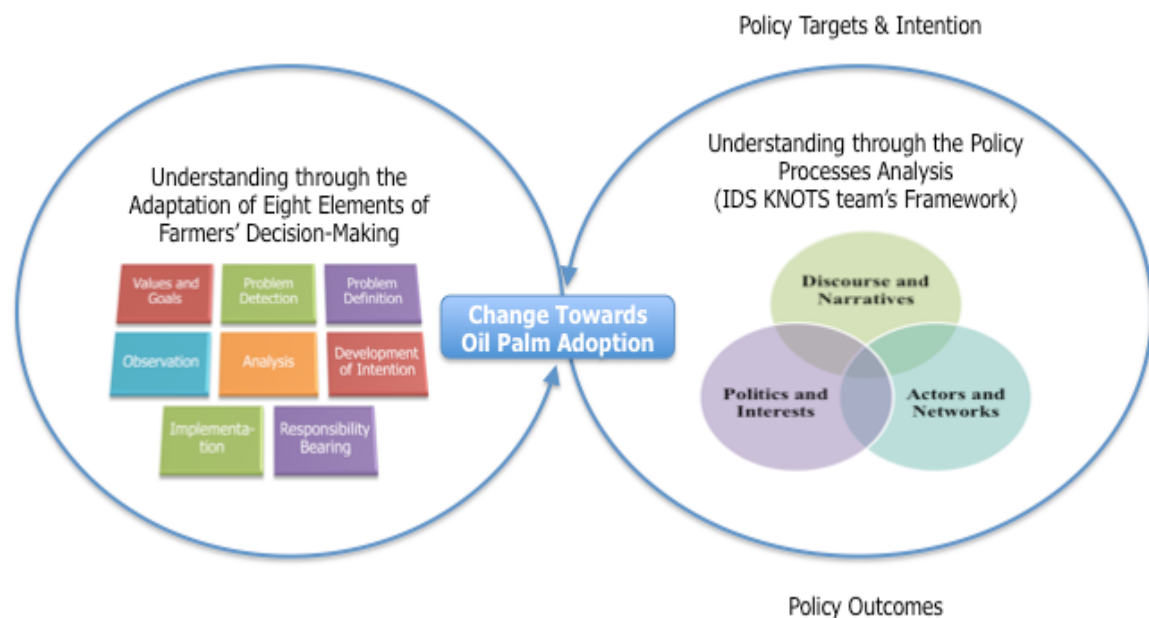 Policy Targets & Intention
Understanding through the
Adaptation of Eight Elements of
Farmers' Decision-Making
Values and
Goals
Problem
Detection
Problem
Definition
Observation
Analysis
Development
of Intention
Implementa-
tion
Responsibility
Bearing
Change Towards
Oil Palm Adoption
Understanding through the Policy
Processes Analysis
(IDS KNOTS team's Framework)
Discourse and
Narratives
Politics and
Interests
Actors and
Networks
Policy Outcomes